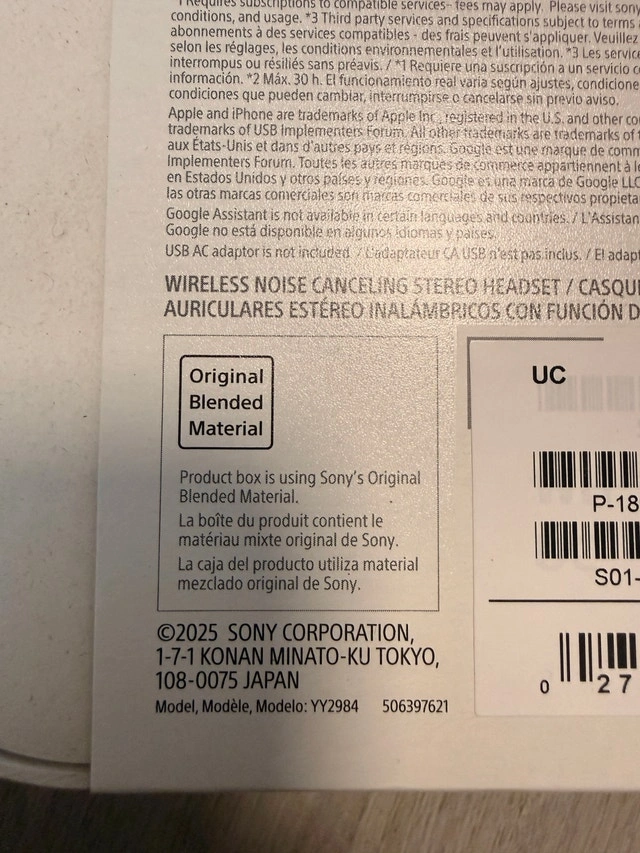 *1 Requires subscriptions to compatible services- fees may apply. Please visit sony
conditions, and usage. *3 Third party services and specifications subject to terms
abonnements à des services compatibles - des frais peuvent s'appliquer. Veuillez
selon les réglages, les conditions environnementales et l'utilisation. *3 Les service
interrompus ou résiliés sans préavis. / *1 Requiere una suscripción a un servicio c
información. *2 Máx. 30 h. El funcionamiento real varía según ajustes, condicione
condiciones que pueden cambiar, interrumpirse o cancelarse sin previo aviso.
Apple and iPhone are trademarks of Apple Inc., registered in the U.S. and other co
trademarks of USB Implementers Forum. All other trademarks are trademarks of t
aux États-Unis et dans d'autres pays et régions. Google est une marque de comm
Implementers Forum. Toutes les autres marques de commerce appartiennent à l
en Estados Unidos y otros países y regiones. Google es una marca de Google LLC
las otras marcas comerciales son marcas comerciales de sus respectivos propieta
Google Assistant is not available in certain languages and countries. / L'Assistan
Google no está disponible en algunos idiomas y países.
USB AC adaptor is not included. / L'adaptateur CA USB n'est pas inclus. / El adapt
WIRELESS NOISE CANCELING STEREO HEADSET / CASQU
AURICULARES ESTÉREO INALÁMBRICOS CON FUNCIÓN D
Original
Blended
Material
Product box is using Sony's Original
Blended Material.
La boîte du produit contient le
matériau mixte original de Sony.
La caja del producto utiliza material
mezclado original de Sony.
©2025 SONY CORPORATION,
1-7-1 KONAN MINATO-KU TOKYO,
108-0075 JAPAN
Model, Modèle, Modelo: YY2984 506397621
UC
P-18
S01-
0 27